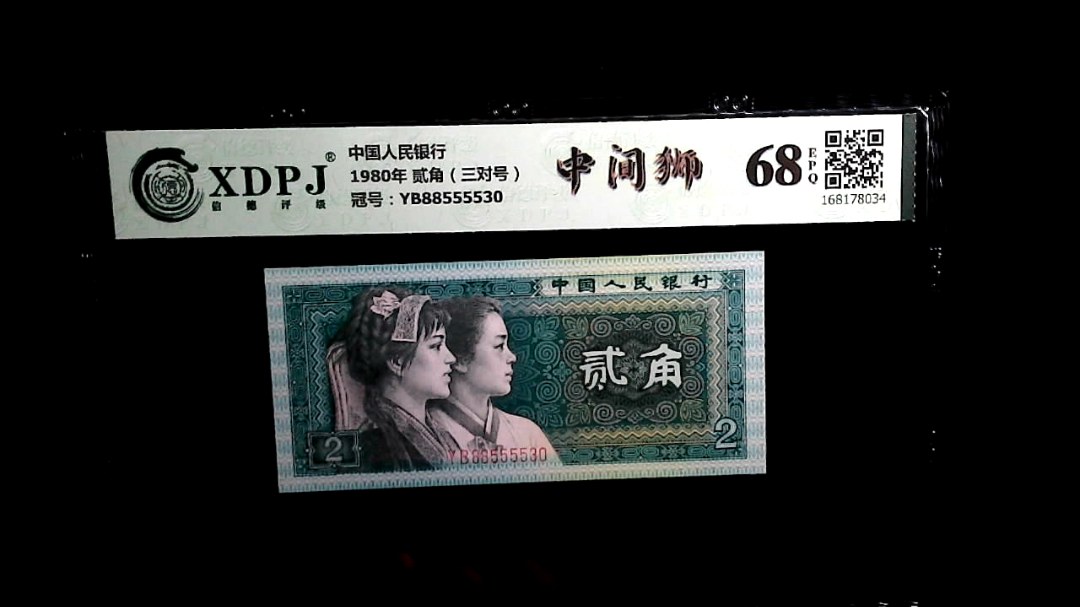 XDPJ®
信德评级
中国人民银行
1980年 贰角（三对号）
冠号：YB88555530
中间狮
68
EPQ
168178034
中国人民银行
贰角
2
2
YB88555530